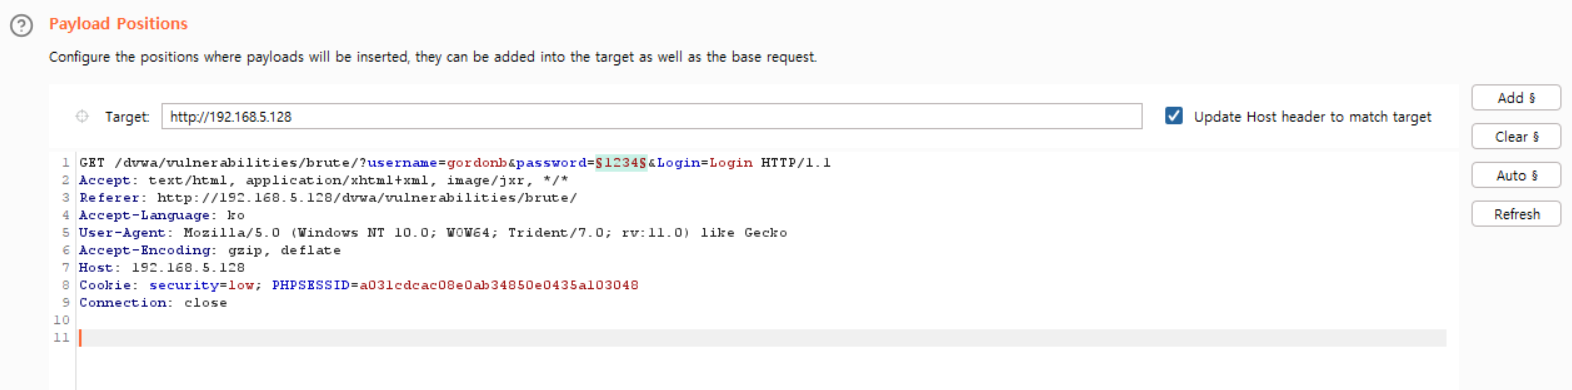 Payload Positions
Configure the positions where payloads will be inserted, they can be added into the target as well as the base request.
Target: http://192.168.5.128
Update Host header to match target
Add §
Clear §
Auto §
Refresh
1 GET /dvwa/vulnerabilities/brute/?username=gordonb&password=§1234§&Login=Login HTTP/1.1
2 Accept: text/html, application/xhtml+xml, image/jxr, */*
3 Referer: http://192.168.5.128/dvwa/vulnerabilities/brute/
4 Accept-Language: ko
5 User-Agent: Mozilla/5.0 (Windows NT 10.0; WOW64; Trident/7.0; rv:11.0) like Gecko
6 Accept-Encoding: gzip, deflate
7 Host: 192.168.5.128
8 Cookie: security=low; PHPSESSID=a031cdcac08e0ab34850e0435a103048
9 Connection: close
10
11